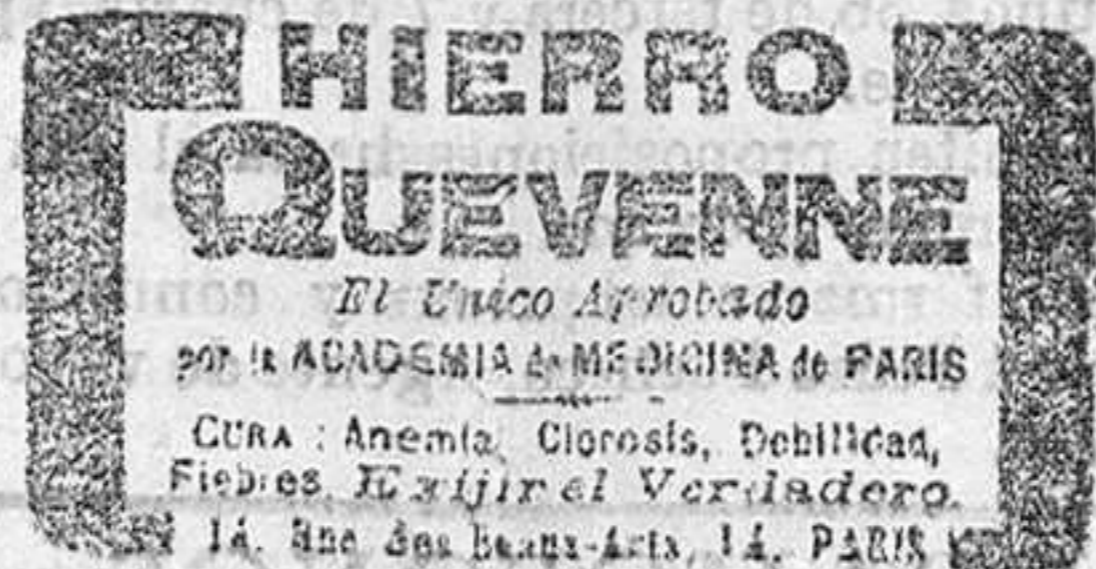 HIERRO
QUEVENNE
El Unico Aprobado
por la ACADEMIA de MEDICINA de PARIS
CURA : Anemia, Clorosis, Debilidad,
Fiebres. Exijir el Verdadero.
14, Rue des Beaux-Arts, 14, PARIS